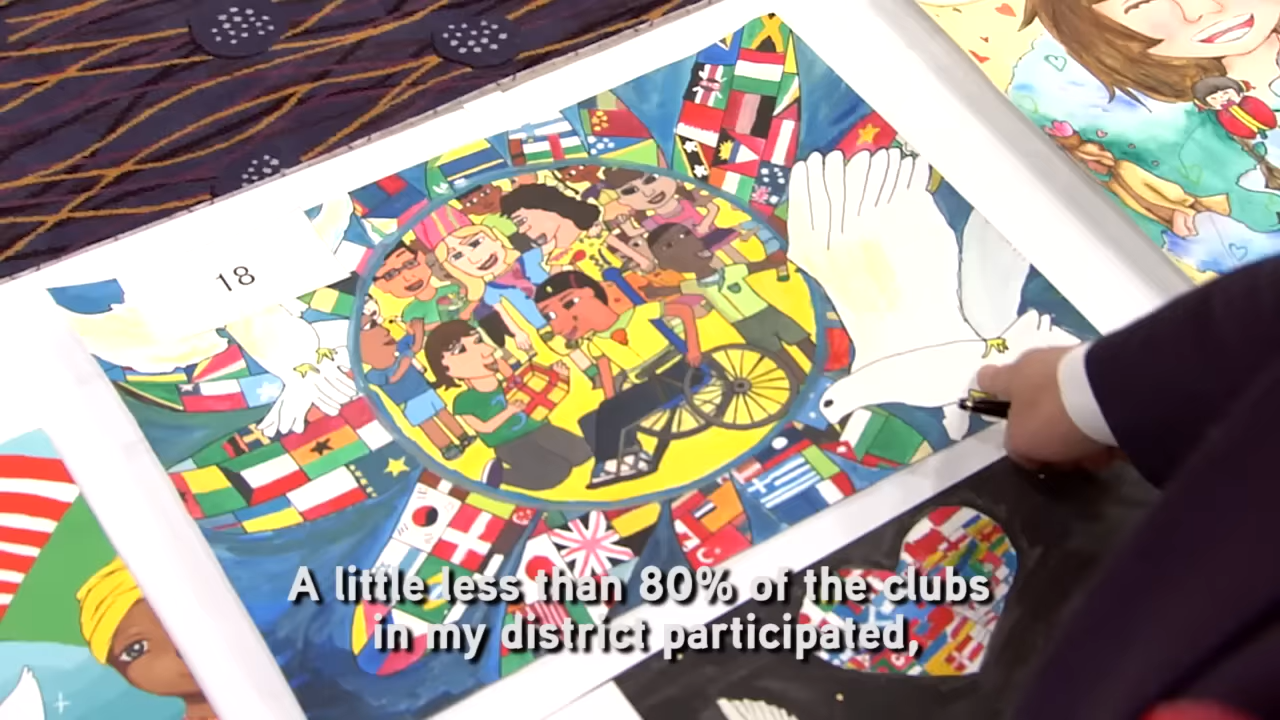 18
A little less than 80% of the clubs
in my district participated,